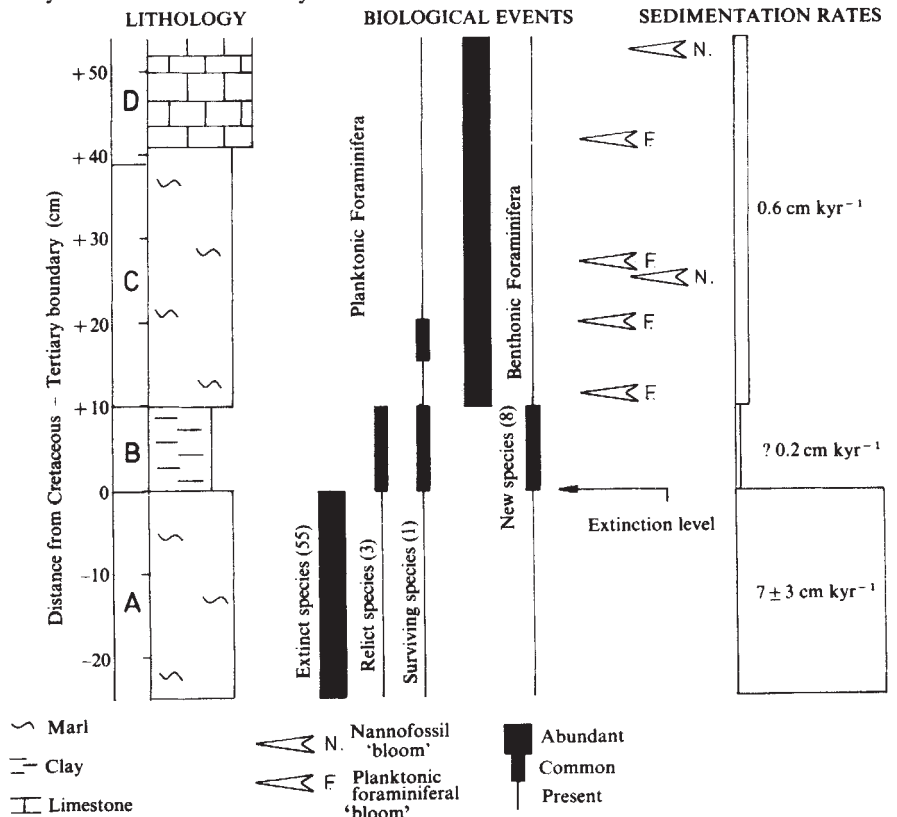 LITHOLOGY
BIOLOGICAL EVENTS
SEDIMENTATION RATES
Distance from Cretaceous – Tertiary boundary (cm)
+50
+40
+30
+20
+10
0
-10
-20
D
C
B
A
Planktonic Foraminifera
Benthonic Foraminifera
Extinct species (55)
Relict species (3)
Surviving species (1)
New species (8)
N.
F.
F.
N.
F.
F.
Extinction level
0.6 cm kyr⁻¹
? 0.2 cm kyr⁻¹
7 ± 3 cm kyr⁻¹
Marl
Clay
Limestone
N. Nannofossil
'bloom'
F. Planktonic
foraminiferal
'bloom'
Abundant
Common
Present